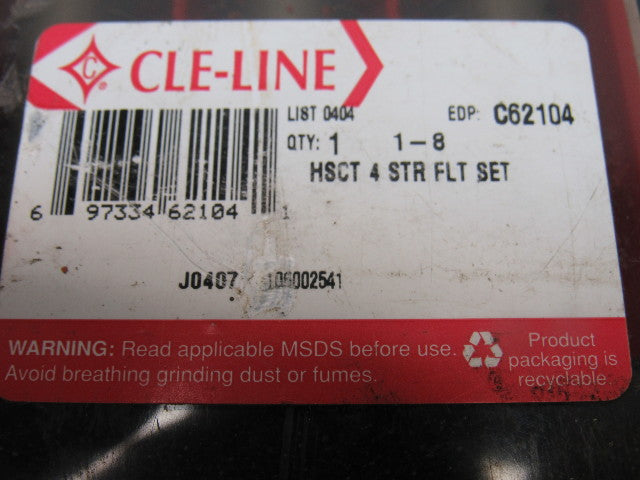 C®
CLE-LINE
LIST 0404 EDP: C62104
QTY: 1 1-8
HSCT 4 STR FLT SET
6 97334 62104 1
J0407 106002541
WARNING: Read applicable MSDS before use.
Avoid breathing grinding dust or fumes.
Product
packaging is
recyclable.